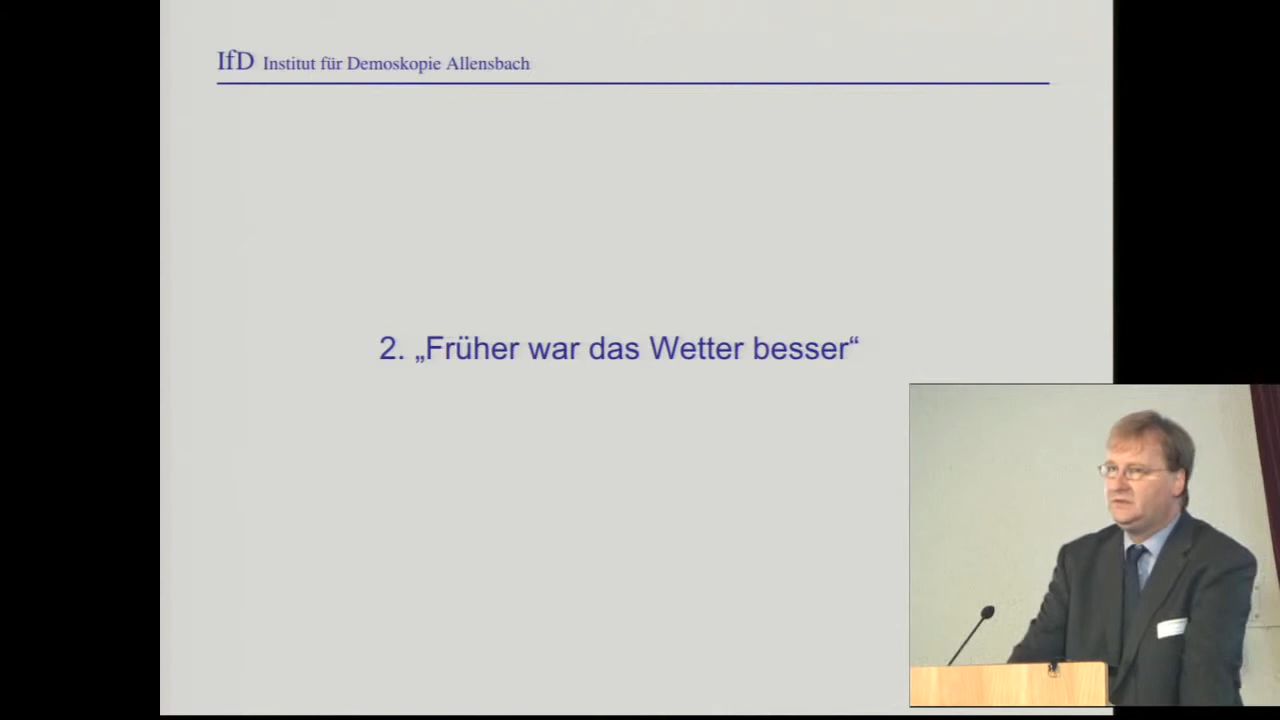 IfD Institut für Demoskopie Allensbach
2. „Früher war das Wetter besser“